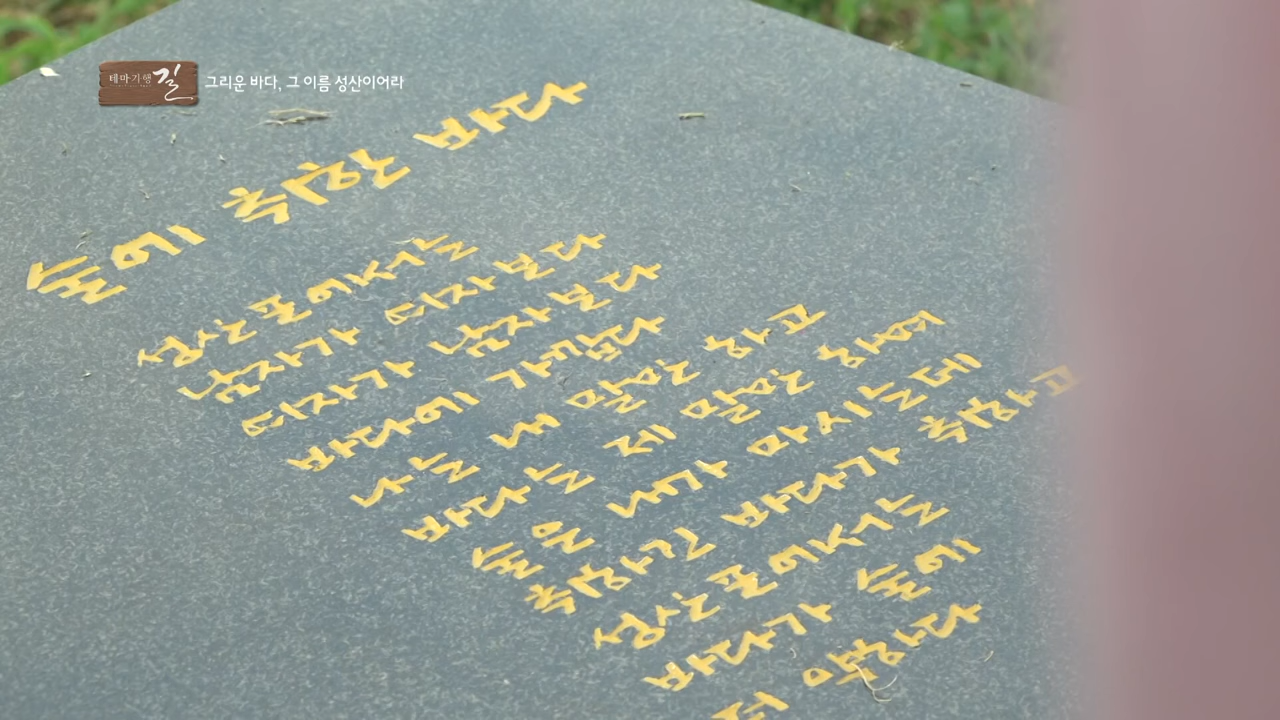 테마기행 길
그리운 바다, 그 이름 성산이어라
술에 취한 바다
성산포에서는
남자가 여자보다
여자가 남자보다
바다에 가깝다
나는 내 말만 하고
바다는 제 말만 하며
술은 내가 마시는데
취하긴 바다가 취하고
성산포에서는
바다가 술에
더 약하다